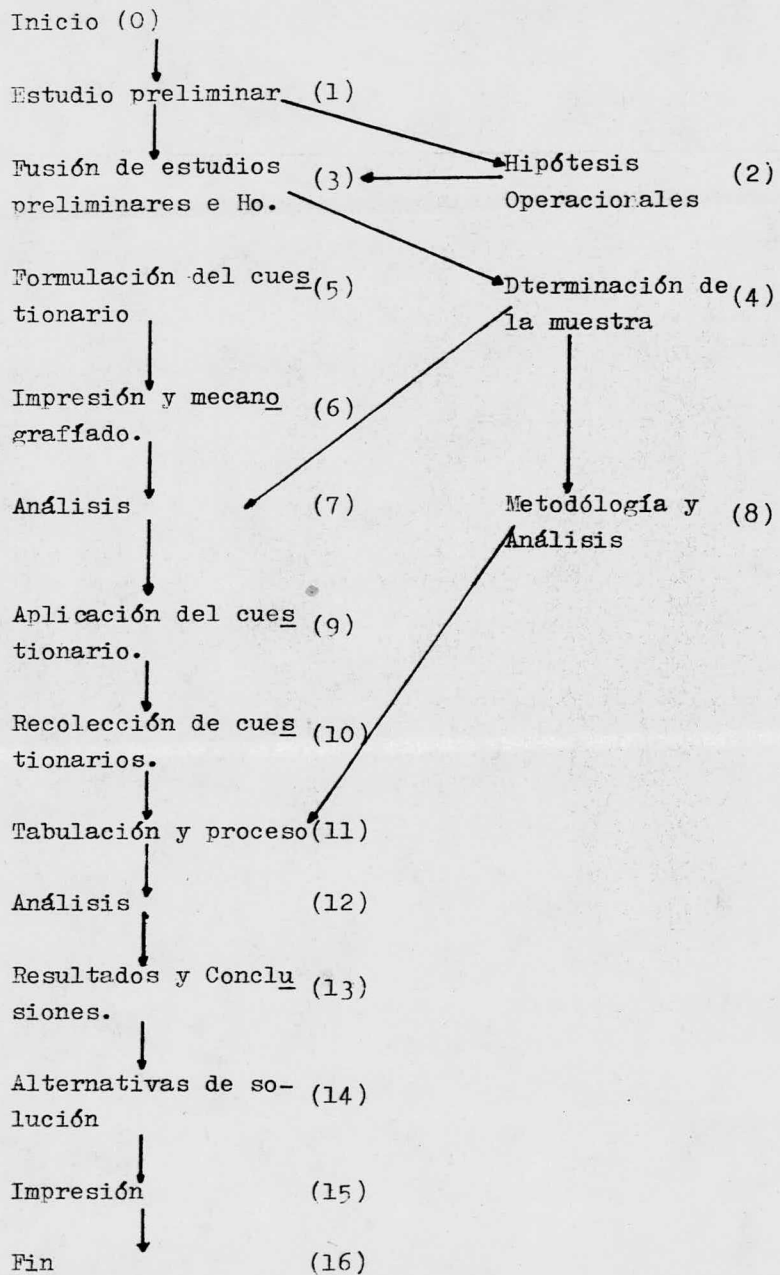 Inicio (0)
Estudio preliminar (1)
Fusión de estudios (3)
preliminares e Ho.
Hipótesis (2)
Operacionales
Formulación del cues (5)
tionario
Dterminación de (4)
la muestra
Impresión y mecano (6)
grafíado.
Análisis (7)
Metodólogía y (8)
Análisis
Aplicación del cues (9)
tionario.
Recolección de cues (10)
tionarios.
Tabulación y proceso(11)
Análisis (12)
Resultados y Conclu (13)
siones.
Alternativas de so- (14)
lución
Impresión (15)
Fin (16)